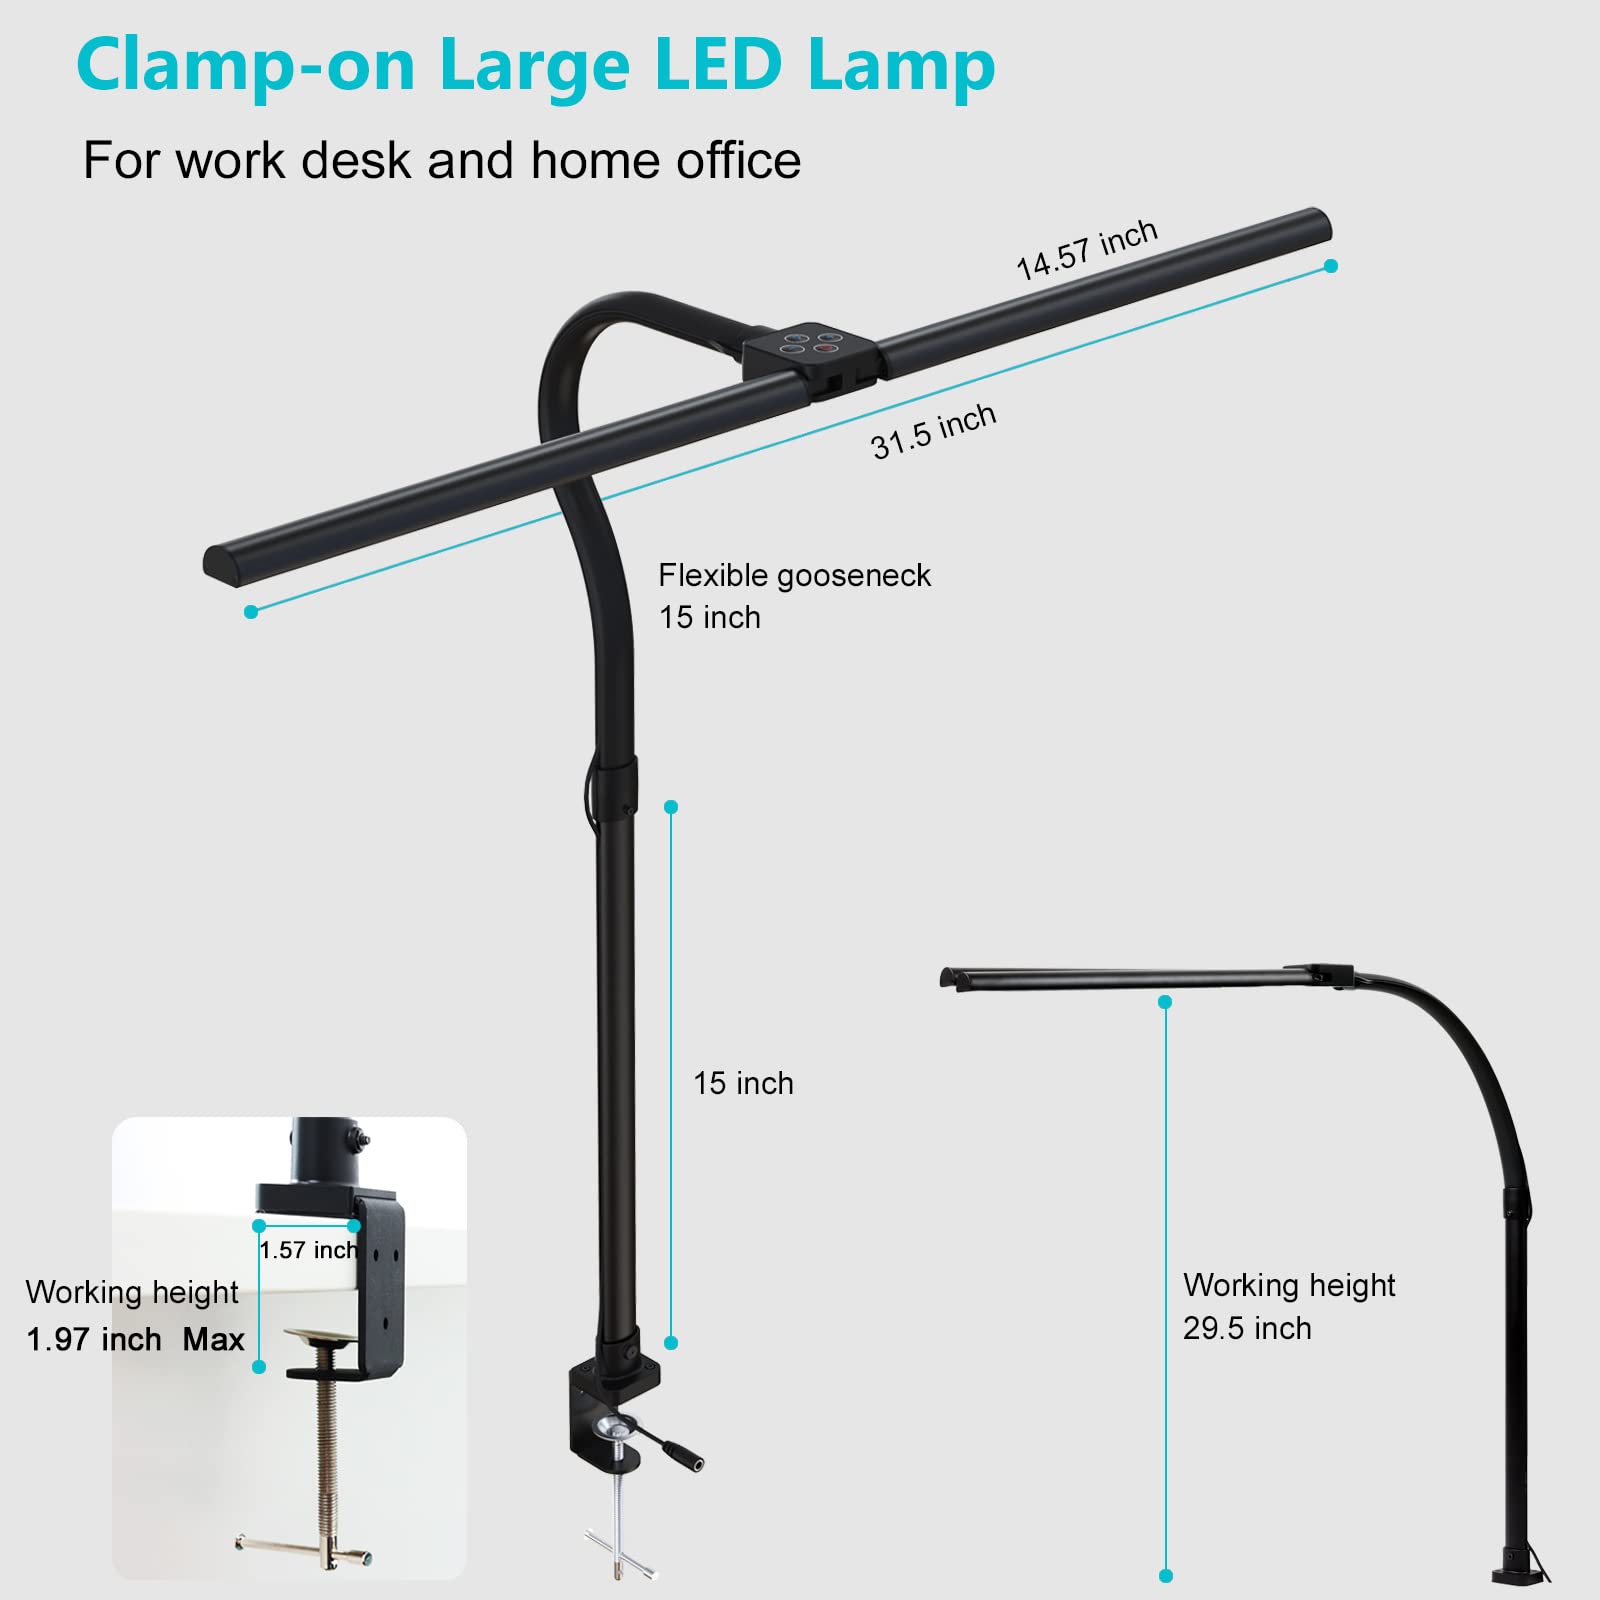 Clamp-on Large LED Lamp
For work desk and home office
14.57 inch
31.5 inch
Flexible gooseneck
15 inch
15 inch
1.57 inch
Working height
1.97 inch Max
Working height
29.5 inch